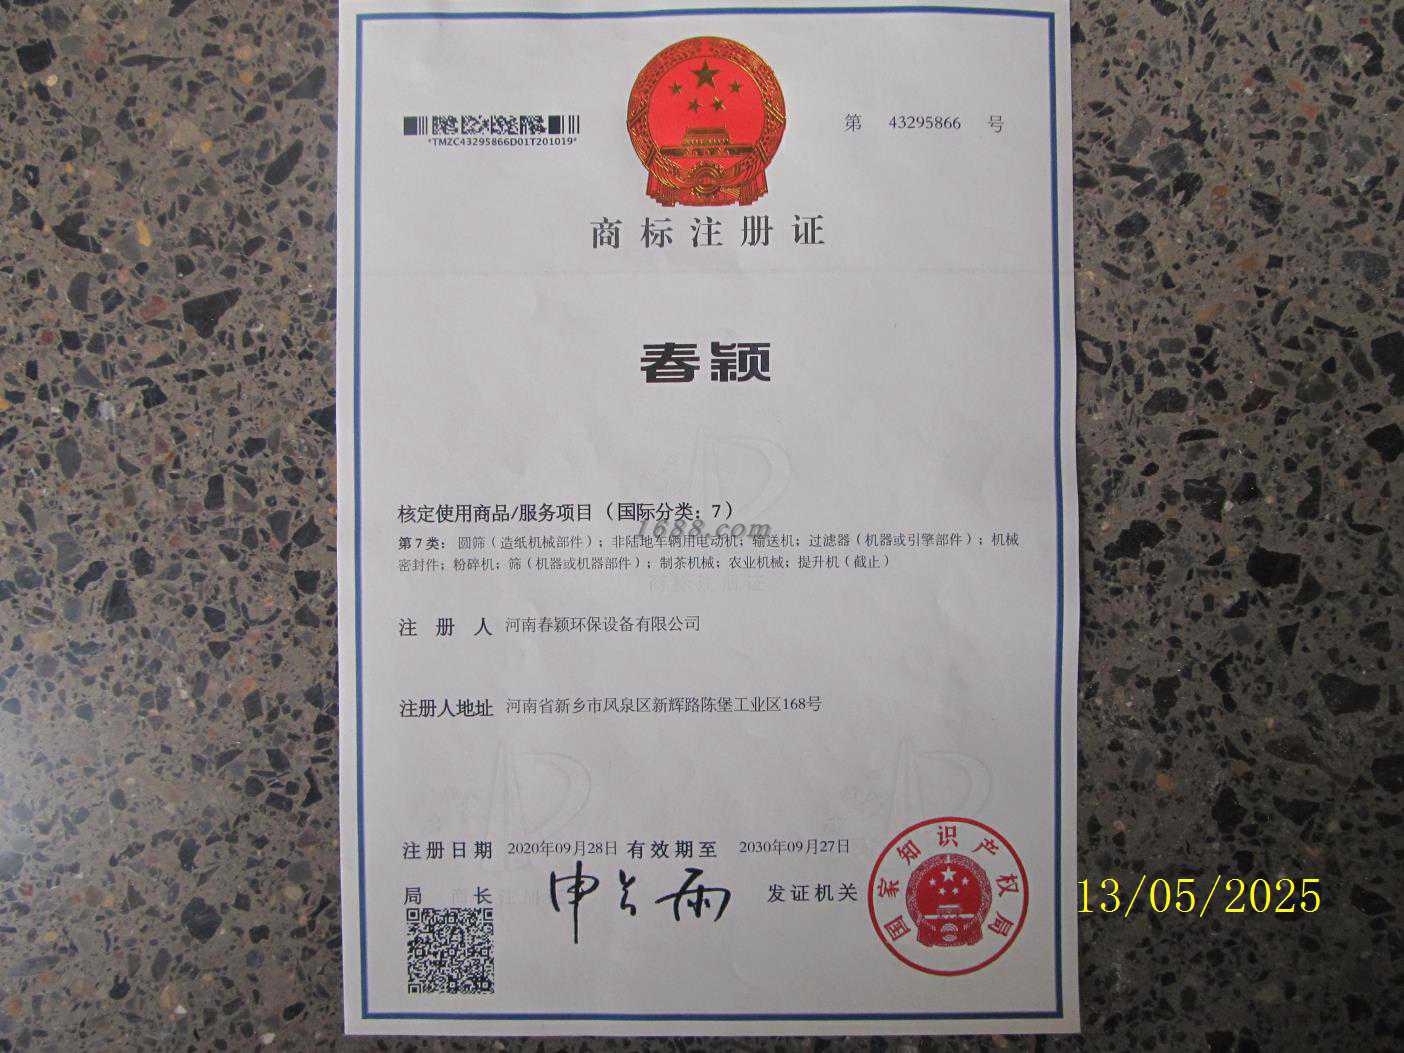 第 43295866 号
*TMZC43295866D01T201019*
商标注册证
春颖
核定使用商品/服务项目（国际分类：7）
1688.com
第7类：圆筛（造纸机械部件）；非陆地车辆用电动机；输送机；过滤器（机器或引擎部件）；机械
密封件；粉碎机；筛（机器或机器部件）；制茶机械；农业机械；提升机（截止）
注册人 河南春颖环保设备有限公司
注册人地址 河南省新乡市凤泉区新辉路陈堡工业区168号
注册日期 2020年09月28日 有效期至 2030年09月27日
局长 申长雨 发证机关
国家知识产权局
13/05/2025